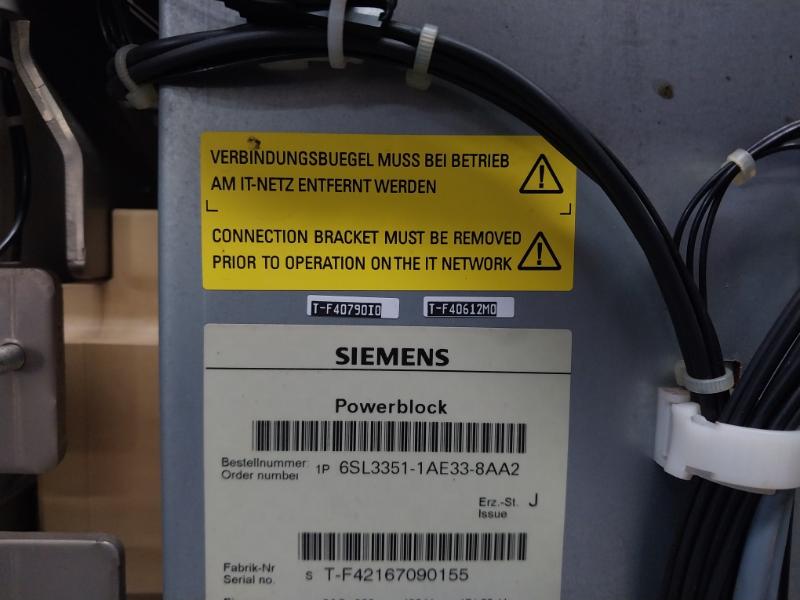 VERBINDUNGSBUEGEL MUSS BEI BETRIEB
AM IT-NETZ ENTFERNT WERDEN
CONNECTION BRACKET MUST BE REMOVED
PRIOR TO OPERATION ON THE IT NETWORK
T-F40790I0 T-F40612M0
SIEMENS
Powerblock
Bestellnummer
Order number 1P 6SL3351-1AE33-8AA2
Erz.-St. J
Issue
Fabrik-Nr
Serial no. S T-F42167090155